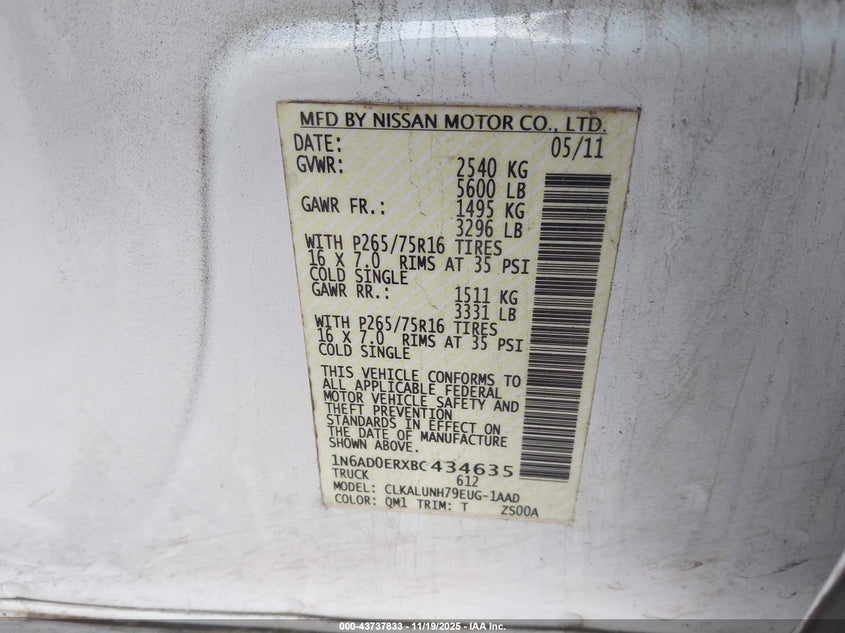 MFD BY NISSAN MOTOR CO., LTD.
DATE: 05/11
GVWR: 2540 KG
5600 LB
GAWR FR.: 1495 KG
3296 LB
WITH P265/75R16 TIRES
16 X 7.0 RIMS AT 35 PSI
COLD SINGLE
GAWR RR.: 1511 KG
3331 LB
WITH P265/75R16 TIRES
16 X 7.0 RIMS AT 35 PSI
COLD SINGLE
THIS VEHICLE CONFORMS TO
ALL APPLICABLE FEDERAL
MOTOR VEHICLE SAFETY AND
THEFT PREVENTION
STANDARDS IN EFFECT ON
THE DATE OF MANUFACTURE
SHOWN ABOVE.
1N6AD0ERXBC434635
TRUCK 612
MODEL: CLKALUNH79EUG-1AAD
COLOR: QM1 TRIM: T ZS00A
000-43737833 - 11/19/2025 - IAA Inc.